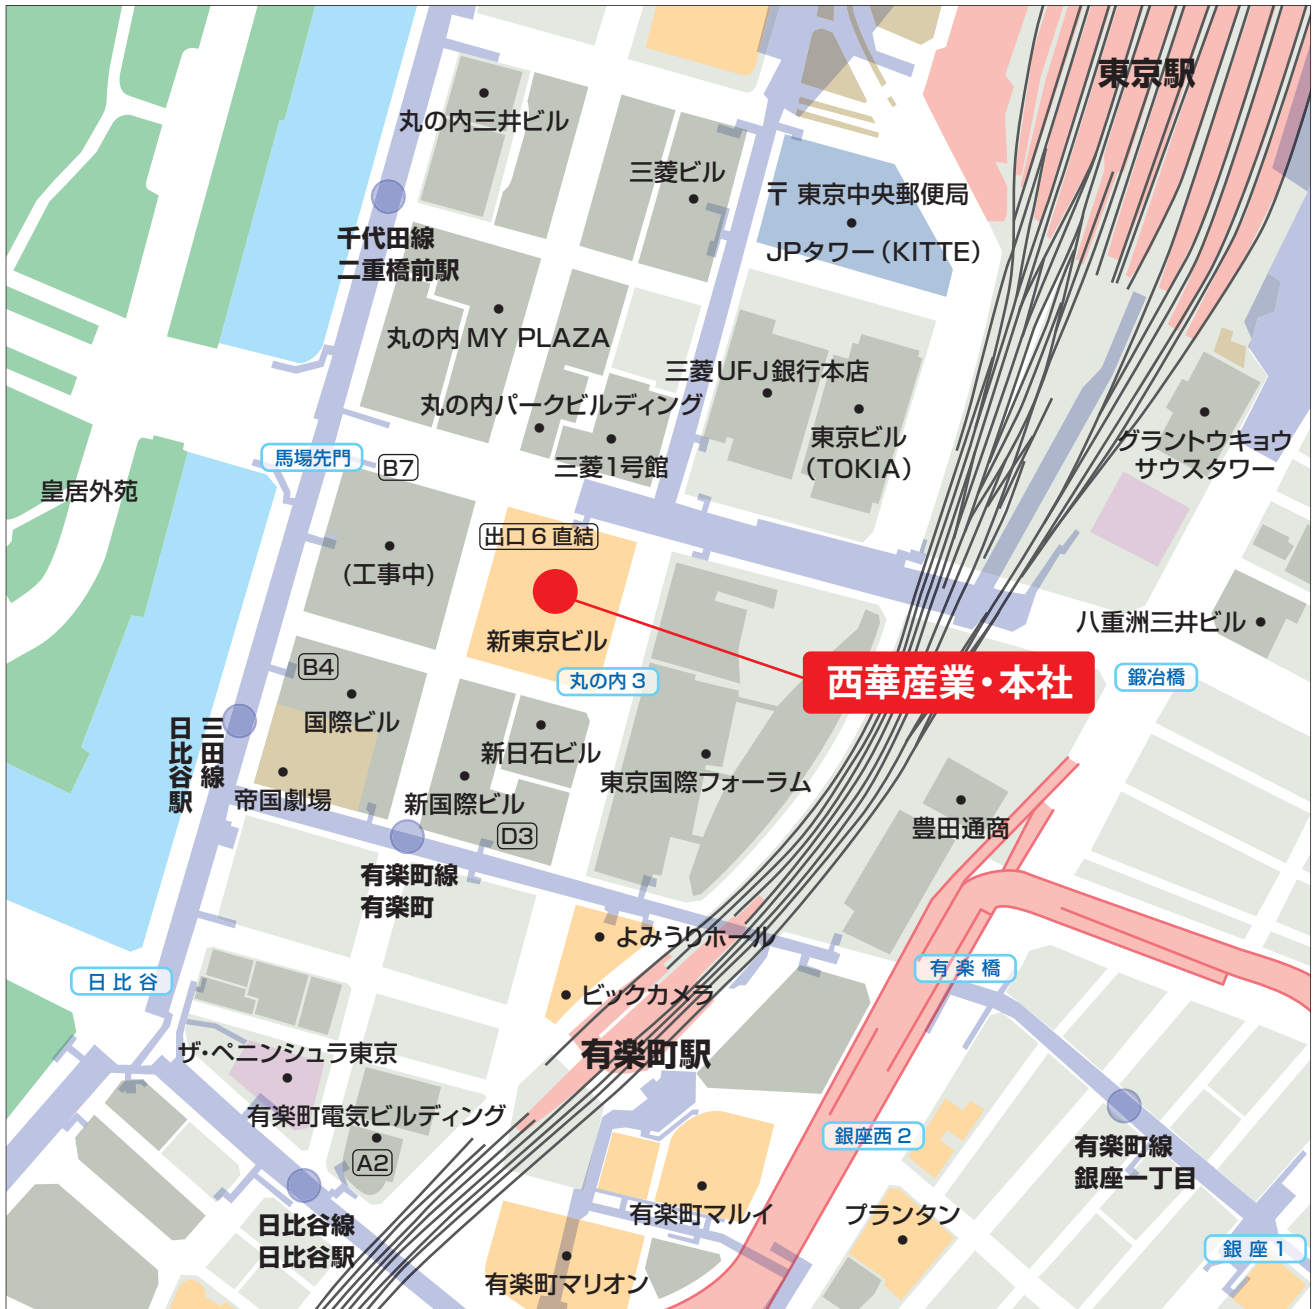 東京駅
丸の内三井ビル
三菱ビル
〒 東京中央郵便局
JPタワー（KITTE）
千代田線
二重橋前駅
丸の内 MY PLAZA
三菱UFJ銀行本店
丸の内パークビルディング
東京ビル
（TOKIA）
グラントウキョウ
サウスタワー
馬場先門
B7
三菱1号館
皇居外苑
出口 6 直結
(工事中)
新東京ビル
八重洲三井ビル
丸の内 3
西華産業・本社
鍛冶橋
B4
国際ビル
三田線
日比谷駅
新日石ビル
東京国際フォーラム
帝国劇場
新国際ビル
D3
豊田通商
有楽町線
有楽町
よみうりホール
日 比 谷
有 楽 橋
ビックカメラ
ザ・ペニンシュラ東京
有楽町駅
有楽町電気ビルディング
A2
銀座西 2
有楽町線
銀座一丁目
日比谷線
日比谷駅
有楽町マルイ
プランタン
銀 座 1
有楽町マリオン